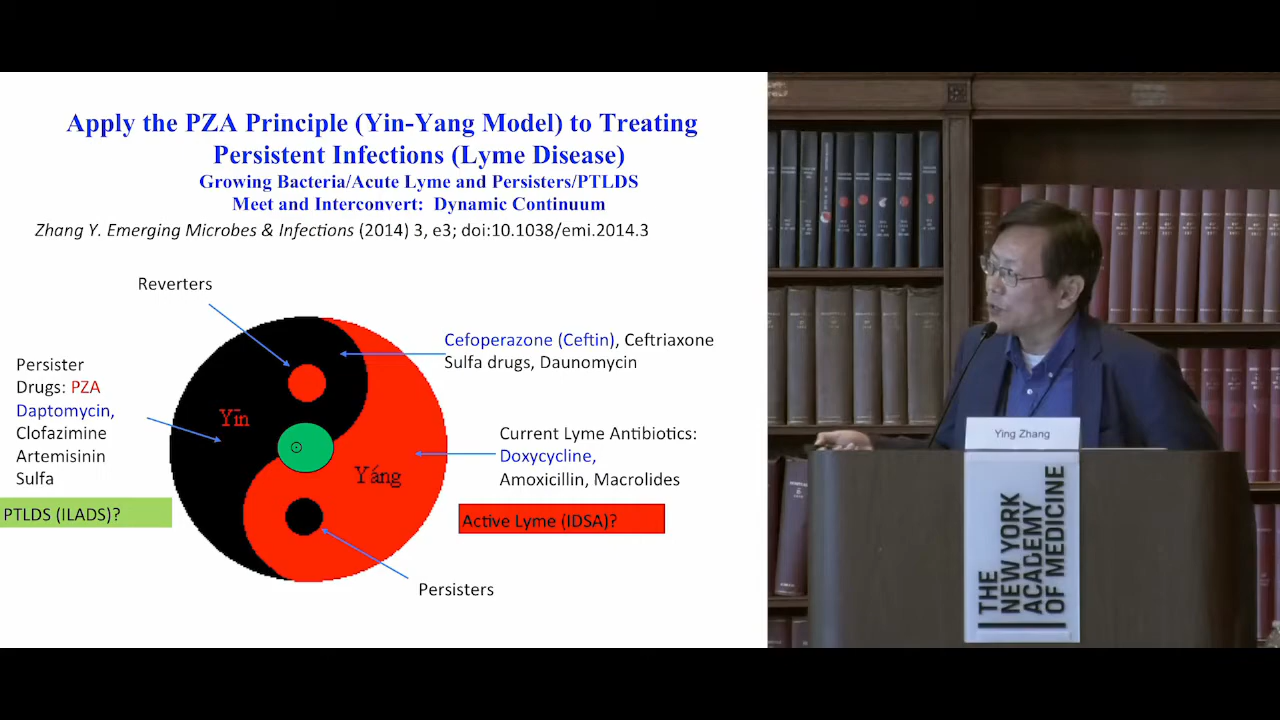 Apply the PZA Principle (Yin-Yang Model) to Treating
Persistent Infections (Lyme Disease)
Growing Bacteria/Acute Lyme and Persisters/PTLDS
Meet and Interconvert: Dynamic Continuum
Zhang Y. Emerging Microbes & Infections (2014) 3, e3; doi:10.1038/emi.2014.3
Reverters
Cefoperazone (Ceftin), Ceftriaxone
Sulfa drugs, Daunomycin
Persister
Drugs: PZA
Daptomycin,
Clofazimine
Artemisinin
Sulfa
Yīn
Yáng
Current Lyme Antibiotics:
Doxycycline,
Amoxicillin, Macrolides
PTLDS (ILADS)?
Active Lyme (IDSA)?
Persisters
Ying Zhang
THE
NEW YORK
ACADEMY
OF MEDICINE